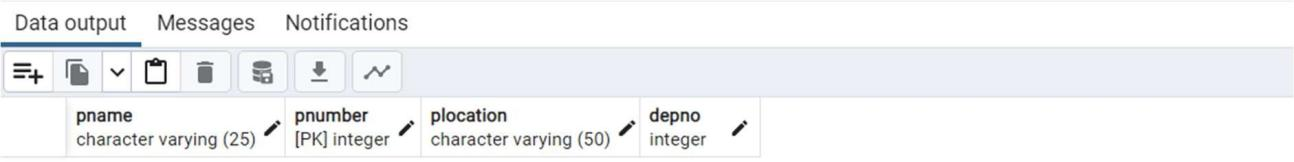 Data output Messages Notifications
pname pnumber plocation depno
character varying (25) [PK] integer character varying (50) integer